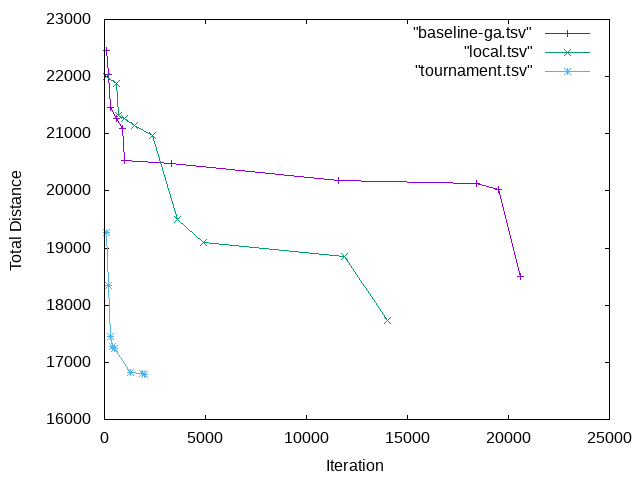 "baseline-ga.tsv"
"local.tsv"
"tournament.tsv"
23000
22000
21000
20000
19000
18000
17000
16000
Total Distance
0 5000 10000 15000 20000 25000
Iteration